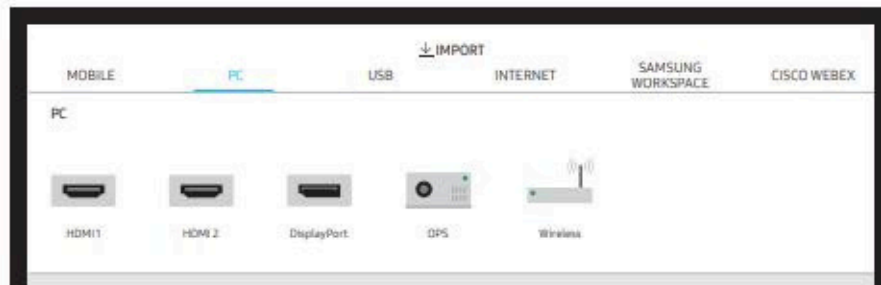 IMPORT
MOBILE PC USB INTERNET SAMSUNG WORKSPACE CISCO WEBEX
PC
HDMI1 HDMI 2 DisplayPort OPS Wireless